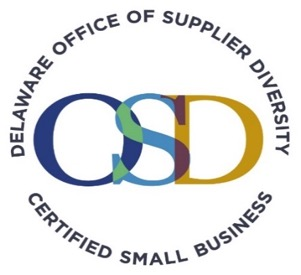 DELAWARE OFFICE OF SUPPLIER DIVERSITY
OSD
CERTIFIED SMALL BUSINESS